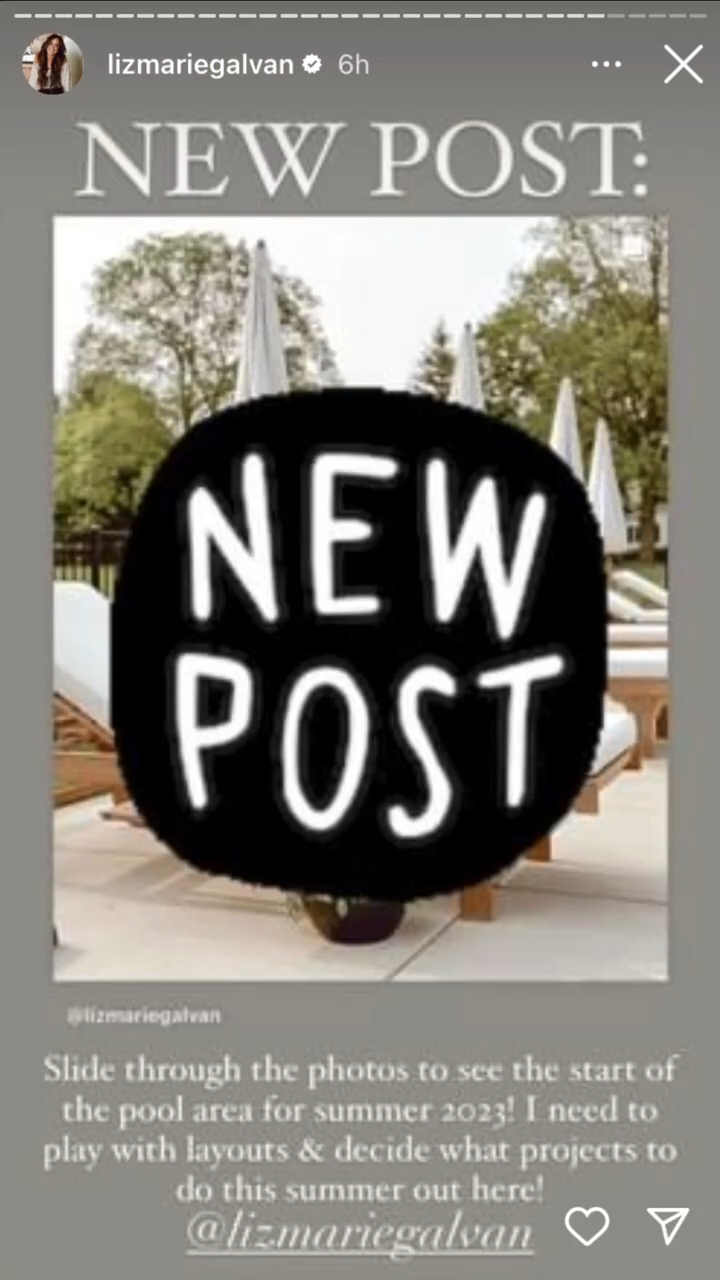 lizmariegalvan 6h
NEW POST:
NEW
POST
@lizmariegalvan
Slide through the photos to see the start of
the pool area for summer 2023! I need to
play with layouts & decide what projects to
do this summer out here!
@lizmariegalvan